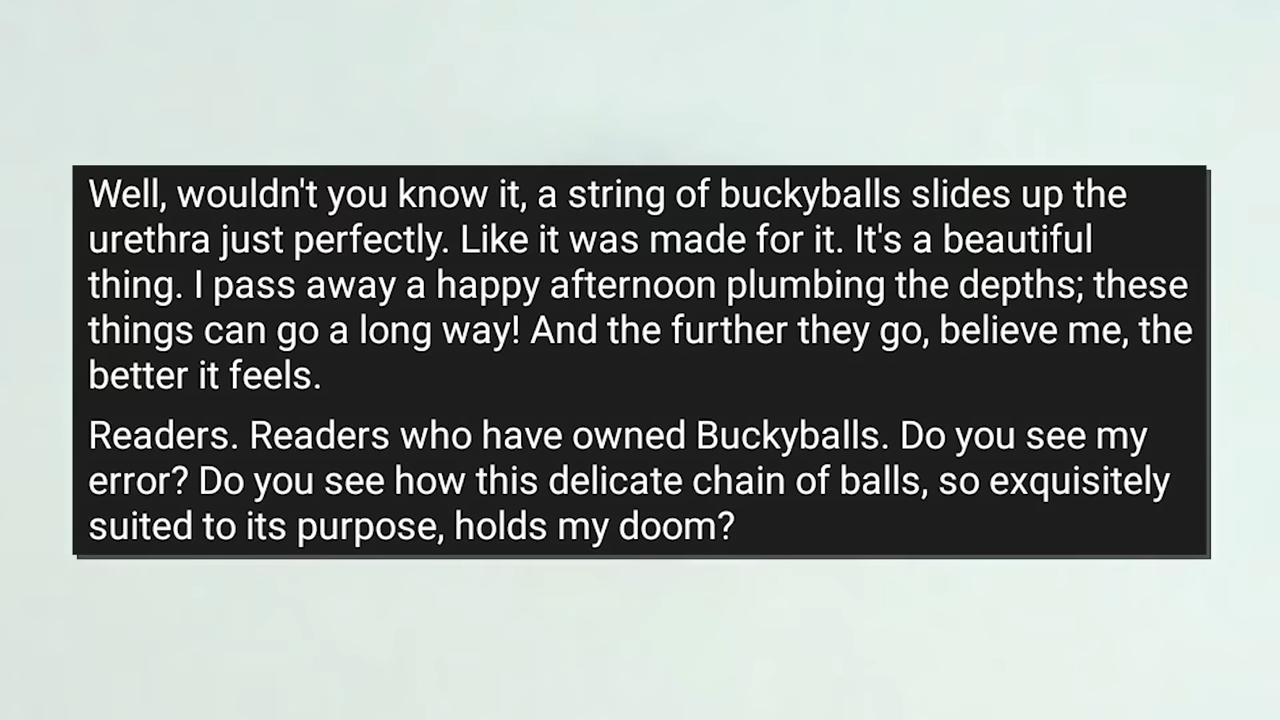 Well, wouldn't you know it, a string of buckyballs slides up the
urethra just perfectly. Like it was made for it. It's a beautiful
thing. I pass away a happy afternoon plumbing the depths; these
things can go a long way! And the further they go, believe me, the
better it feels.
Readers. Readers who have owned Buckyballs. Do you see my
error? Do you see how this delicate chain of balls, so exquisitely
suited to its purpose, holds my doom?